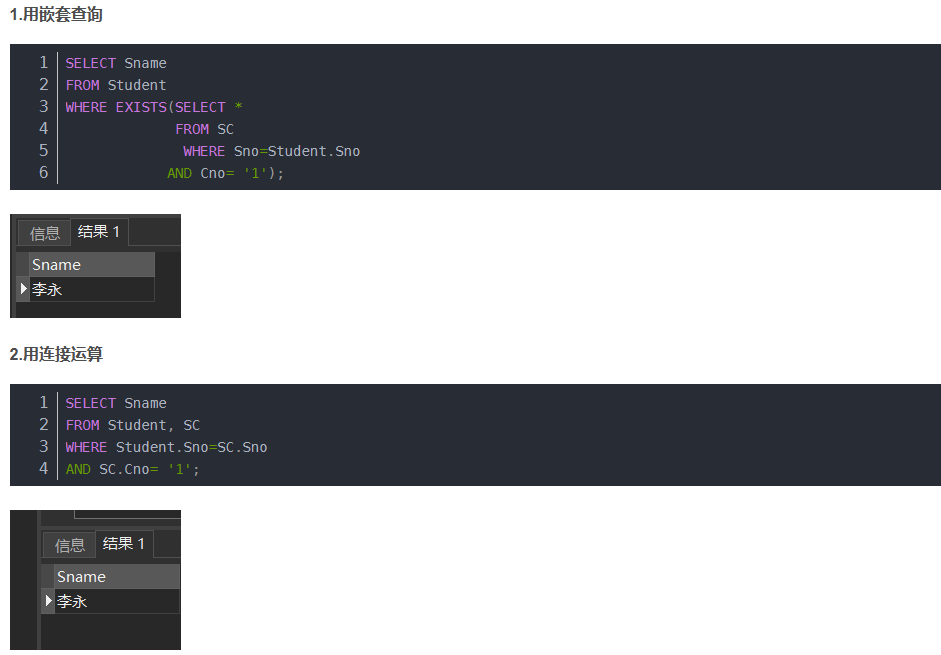 1.用嵌套查询
1 SELECT Sname
2 FROM Student
3 WHERE EXISTS(SELECT *
4 FROM SC
5 WHERE Sno=Student.Sno
6 AND Cno= '1');
信息 结果 1
Sname
李永
2.用连接运算
1 SELECT Sname
2 FROM Student, SC
3 WHERE Student.Sno=SC.Sno
4 AND SC.Cno= '1';
信息 结果 1
Sname
李永